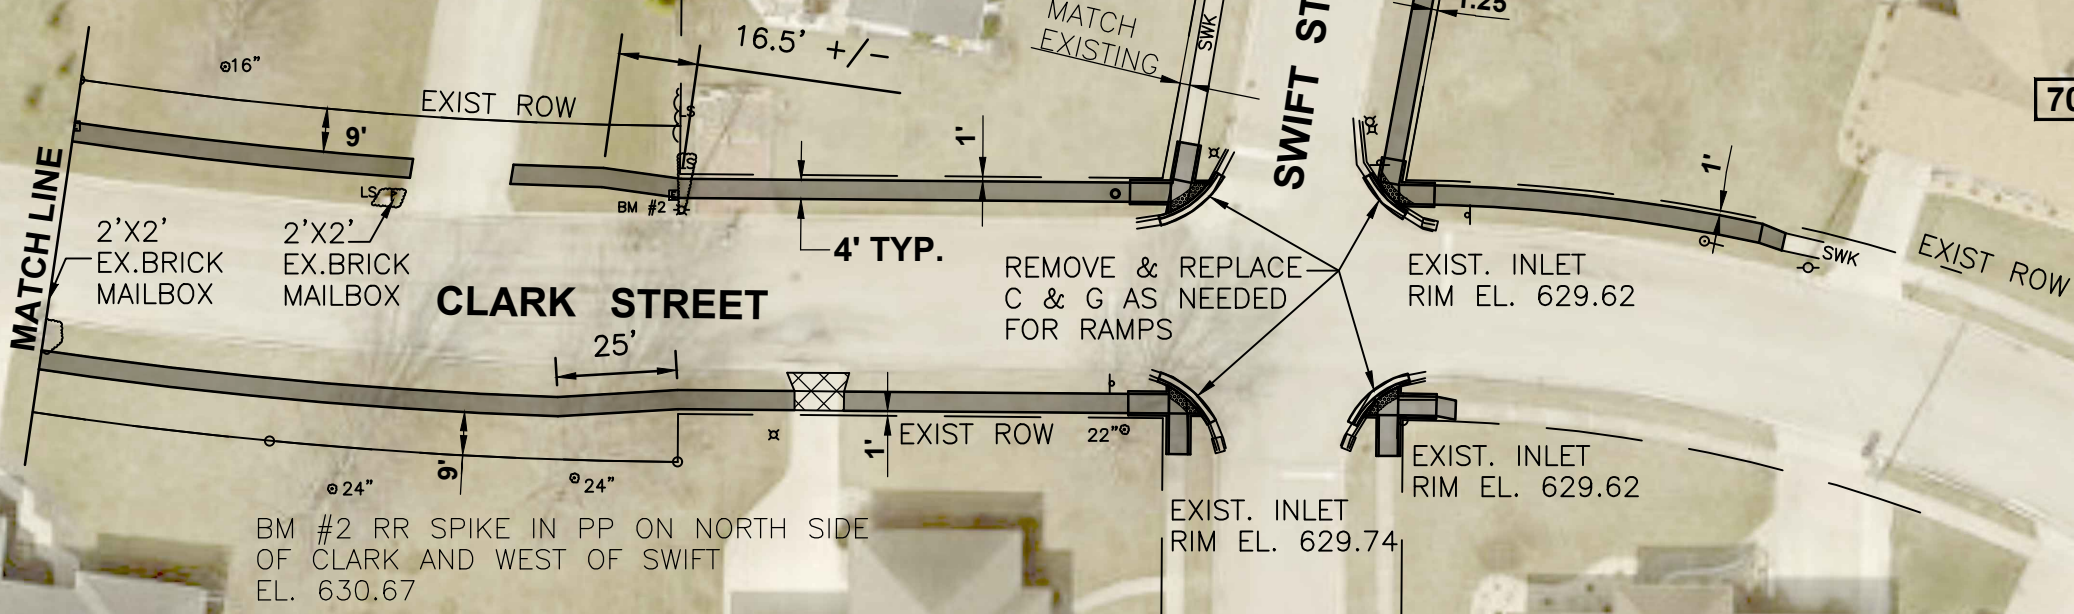 16"
16.5' +/-
MATCH
EXISTING
SWK
SWIFT ST
1.25
70
EXIST ROW
LS
9'
LS
1'
1'
LS
BM #2
MATCH LINE
2'X2'
EX.BRICK
MAILBOX
2'X2'
EX.BRICK
MAILBOX
4' TYP.
CLARK STREET
REMOVE & REPLACE
C & G AS NEEDED
FOR RAMPS
EXIST. INLET
RIM EL. 629.62
SWK
EXIST ROW
25'
9'
1'
EXIST ROW
22"
24"
24"
EXIST. INLET
RIM EL. 629.62
EXIST. INLET
RIM EL. 629.74
BM #2 RR SPIKE IN PP ON NORTH SIDE
OF CLARK AND WEST OF SWIFT
EL. 630.67